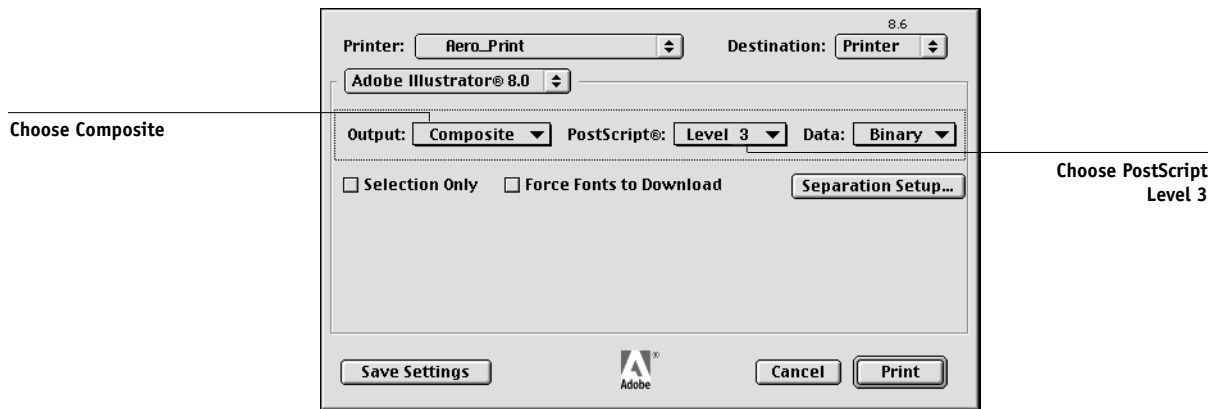 8.6
Printer: Aero_Print Destination: Printer
Adobe Illustrator® 8.0
Choose Composite
Output: Composite PostScript®: Level 3 Data: Binary
Choose PostScript
Level 3
Selection Only Force Fonts to Download Separation Setup...
Save Settings Adobe ® Cancel Print